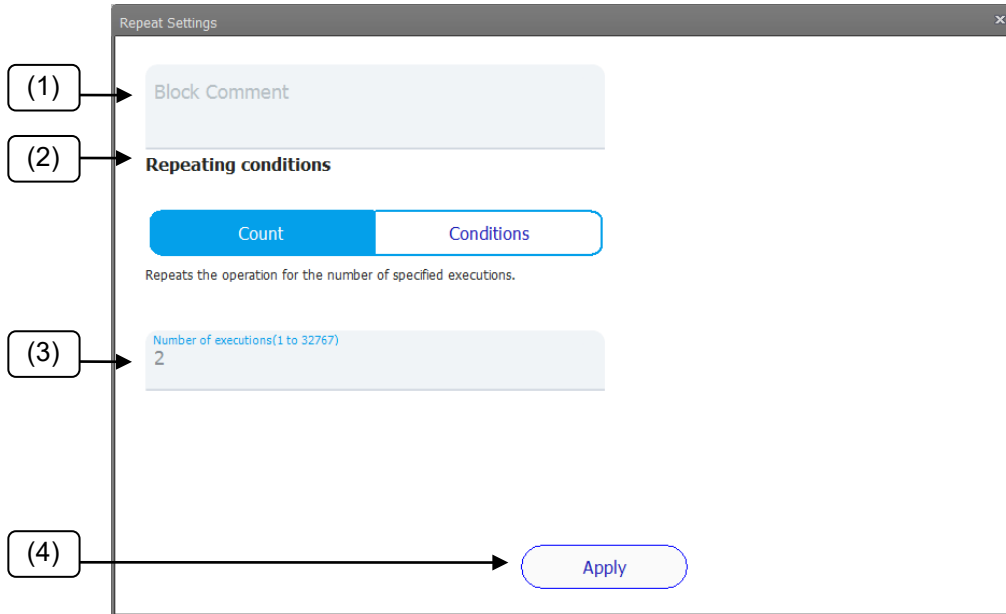 Repeat Settings ×
(1)
Block Comment
(2)
Repeating conditions
Count Conditions
Repeats the operation for the number of specified executions.
(3)
Number of executions(1 to 32767)
2
(4)
Apply